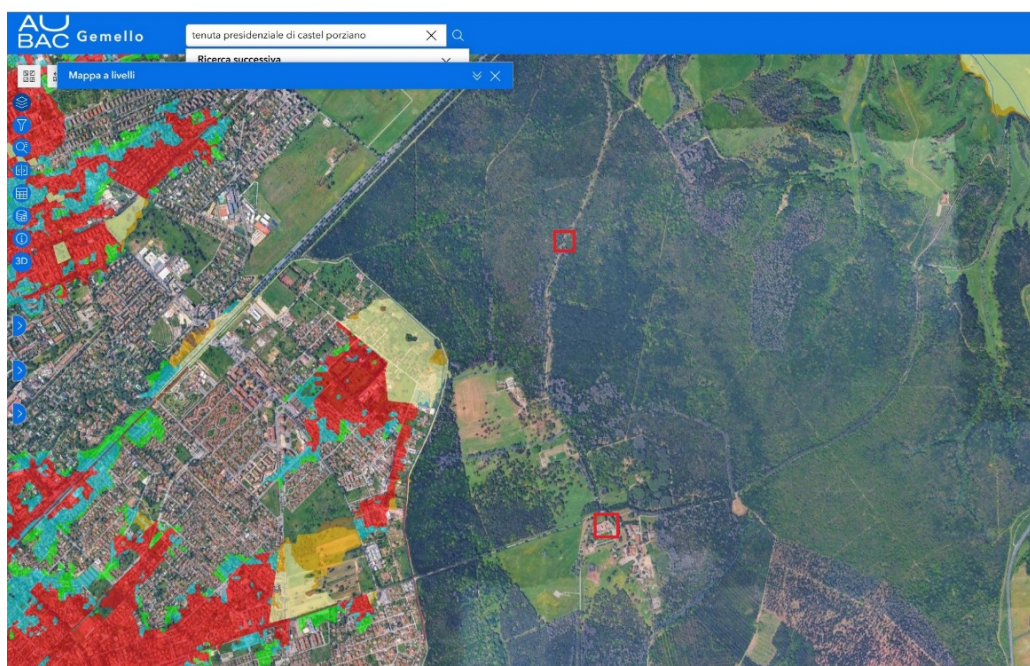 AU
BAC Gemello
tenuta presidenziale di castel porziano
Ricerca successiva
Mappa a livelli
3D